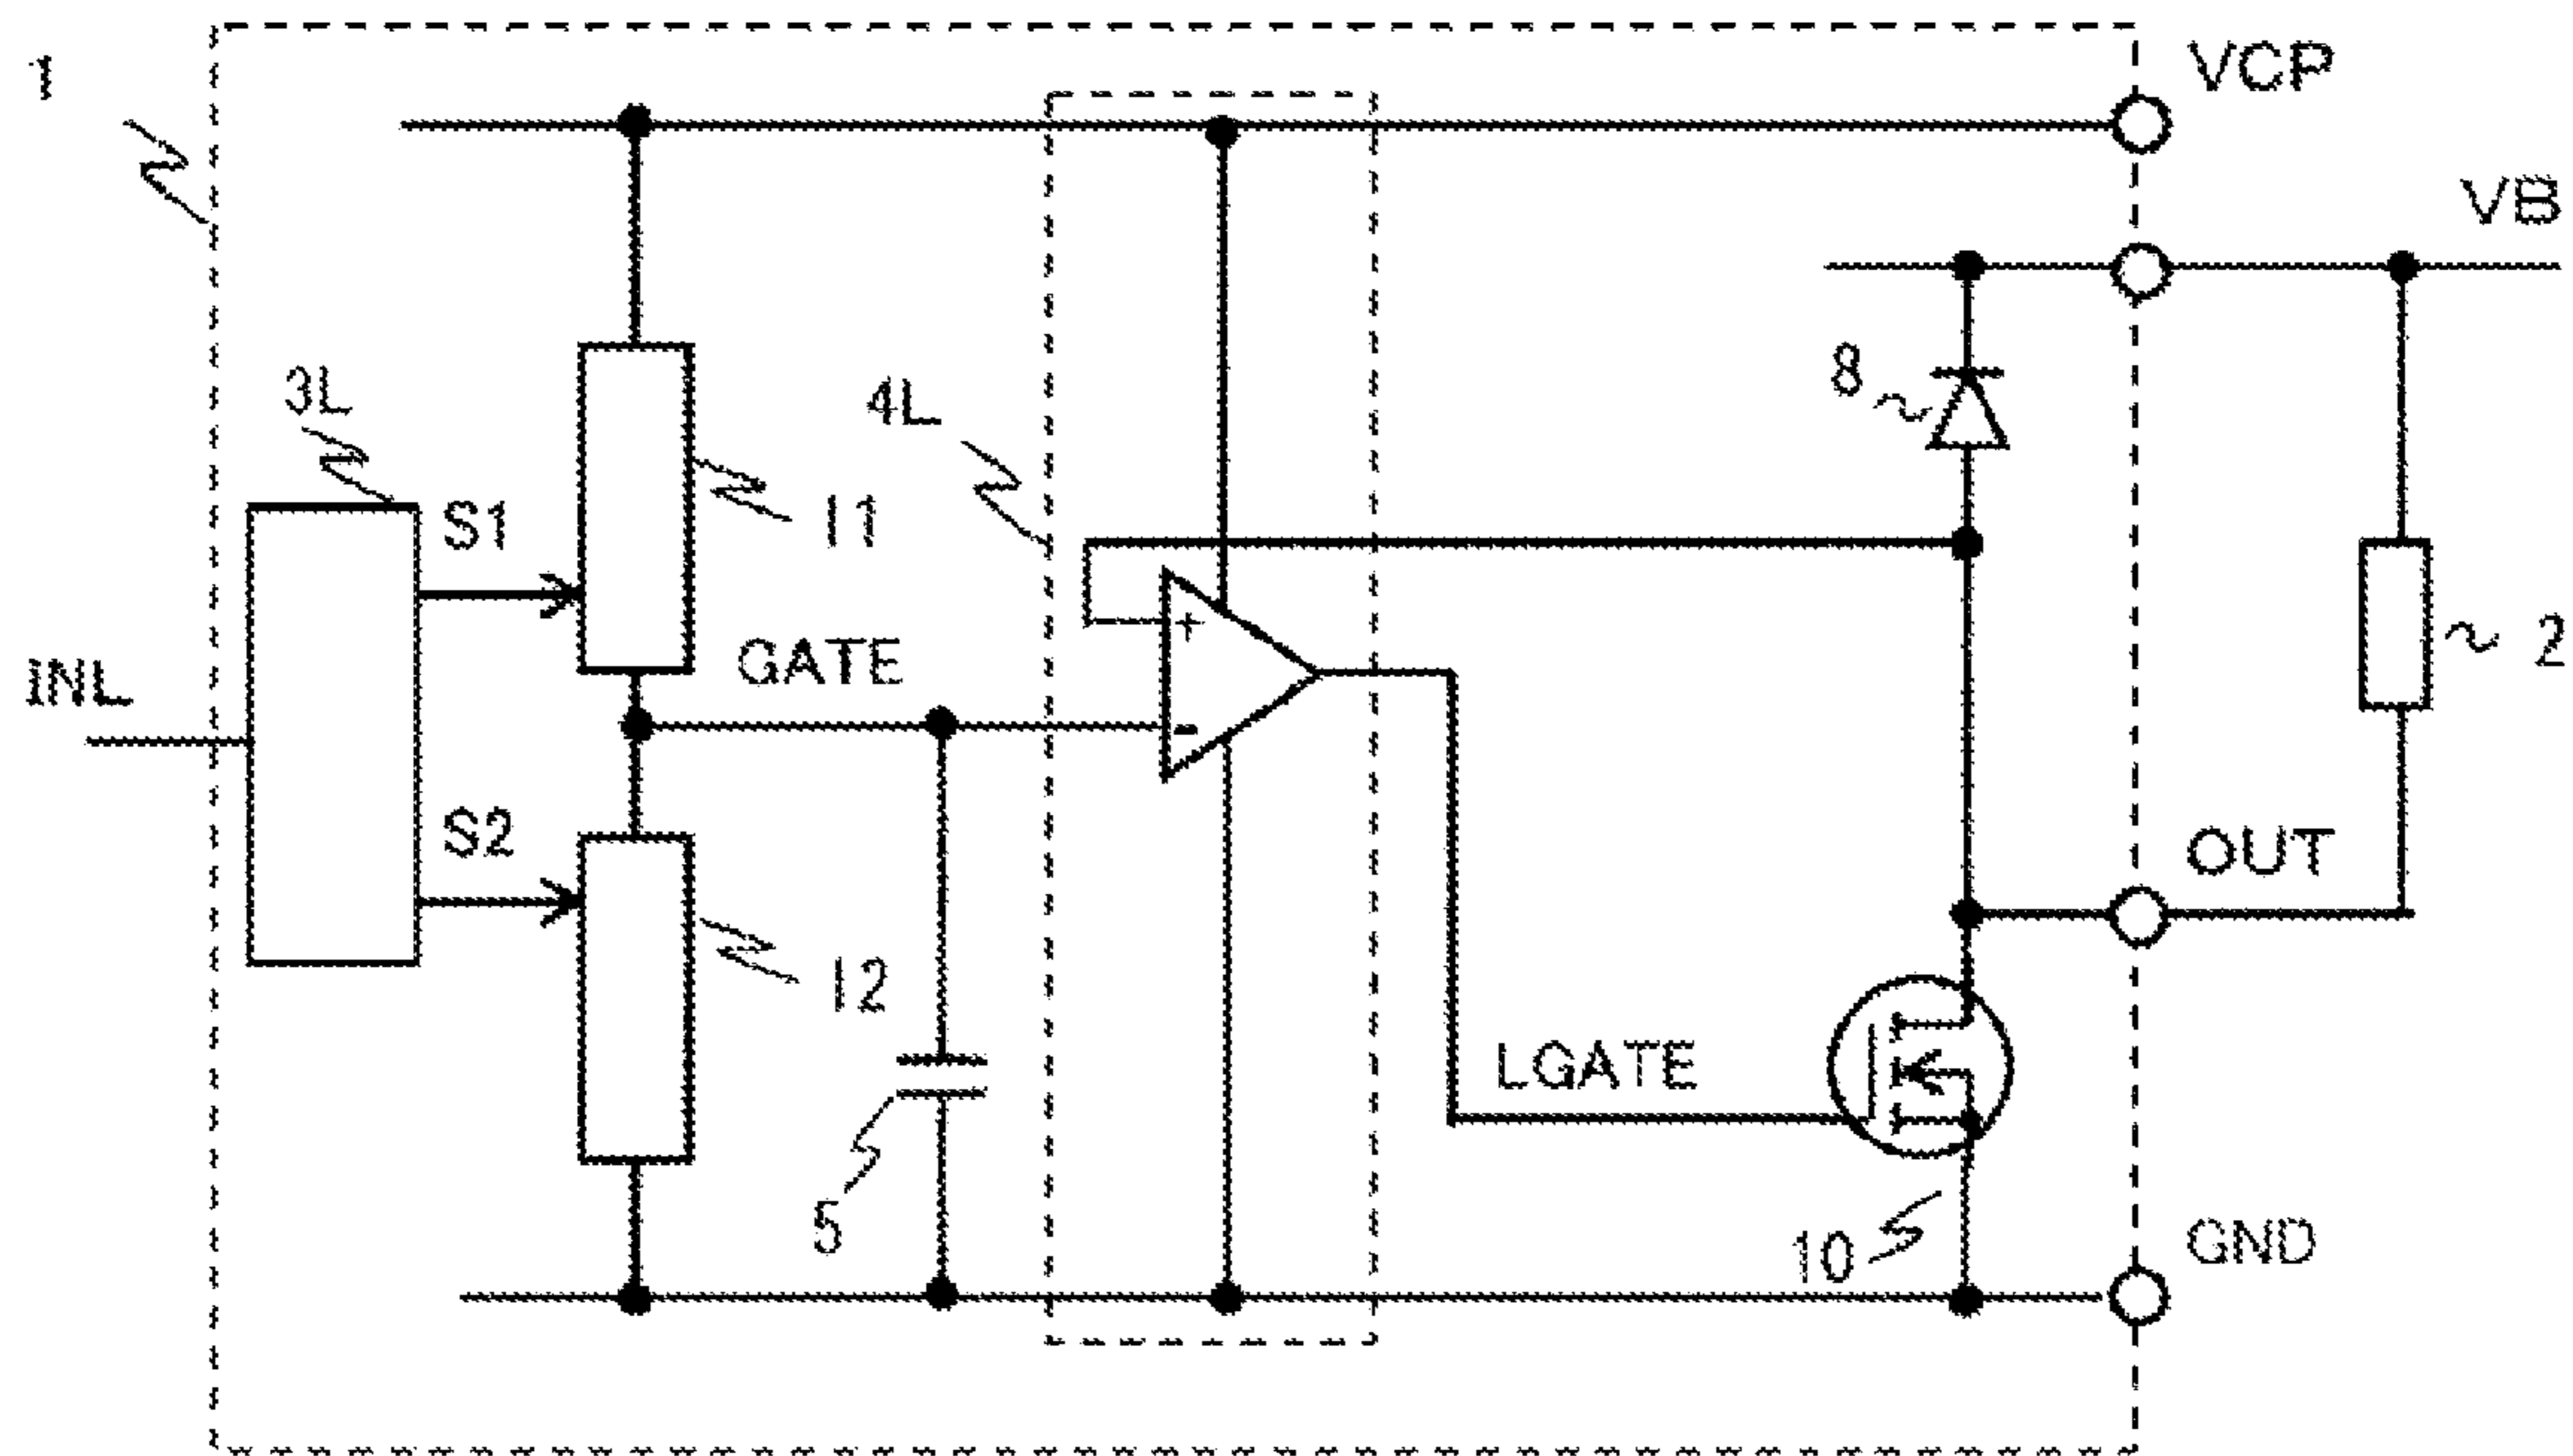 1
VCP
VB
8
3L
4L
S1
I1
+
INL
GATE
2
-
S2
OUT
I2
LGATE
5
10
GND